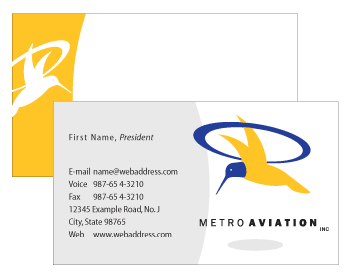 First Name, President
E-mail name@webaddress.com
Voice 987-65 4-3210
Fax 987-65 4-3210
12345 Example Road, No. J
City, State 98765
Web www.webaddress.com
METRO AVIATION INC